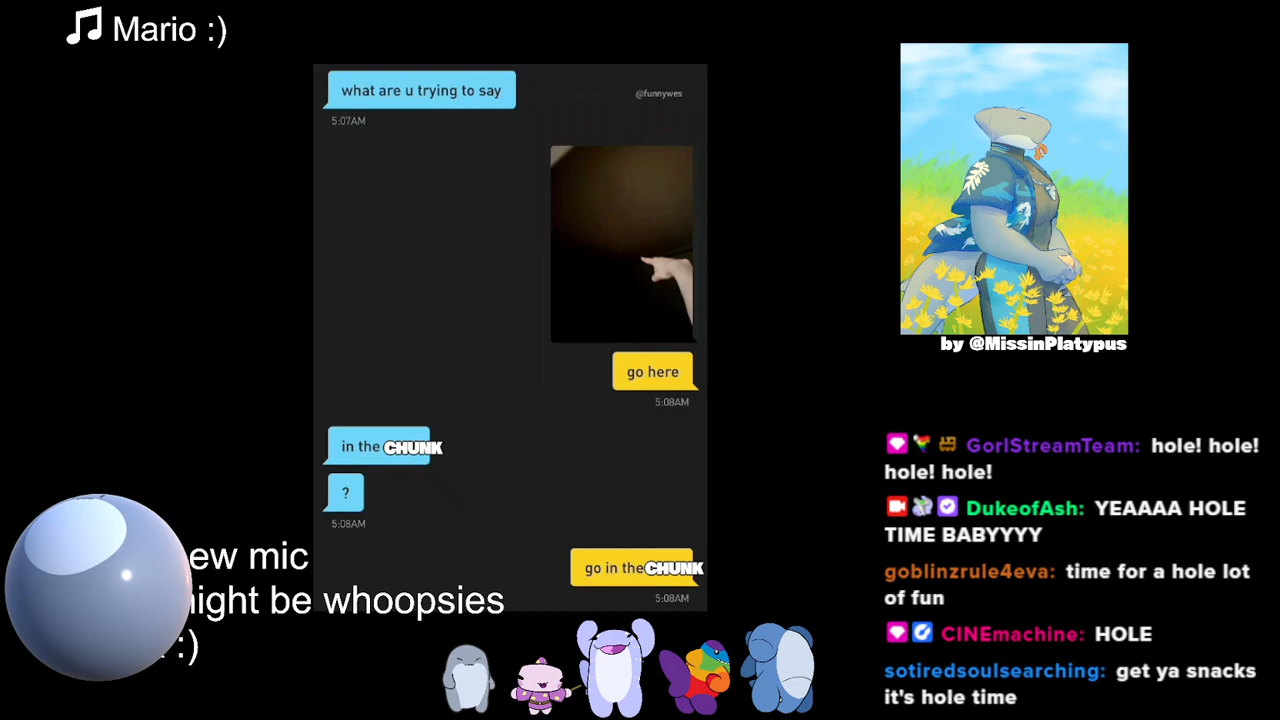 Mario :)
what are u trying to say
@funnywes
5:07AM
go here
5:08AM
in the CHUNK
?
5:08AM
go in the CHUNK
5:08AM
ew mic
ight be whoopsies
:)
by @MissinPlatypus
GorlStreamTeam: hole! hole!
hole! hole!
DukeofAsh: YEAAAA HOLE
TIME BABYYYY
goblinzrule4eva: time for a hole lot
of fun
CINEmachine: HOLE
sotiredsoulsearching: get ya snacks
it's hole time